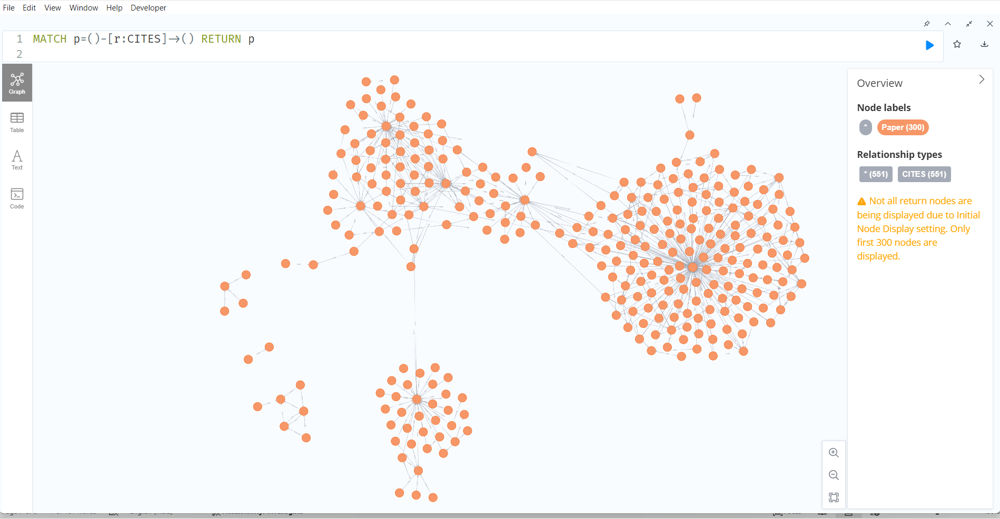 File Edit View Window Help Developer
1 MATCH p=()-[r:CITES]->() RETURN p
2
Graph
Table
Text
Code
Overview
Node labels
* Paper (300)
Relationship types
* (551) CITES (551)
Not all return nodes are
being displayed due to Initial
Node Display setting. Only
first 300 nodes are
displayed.